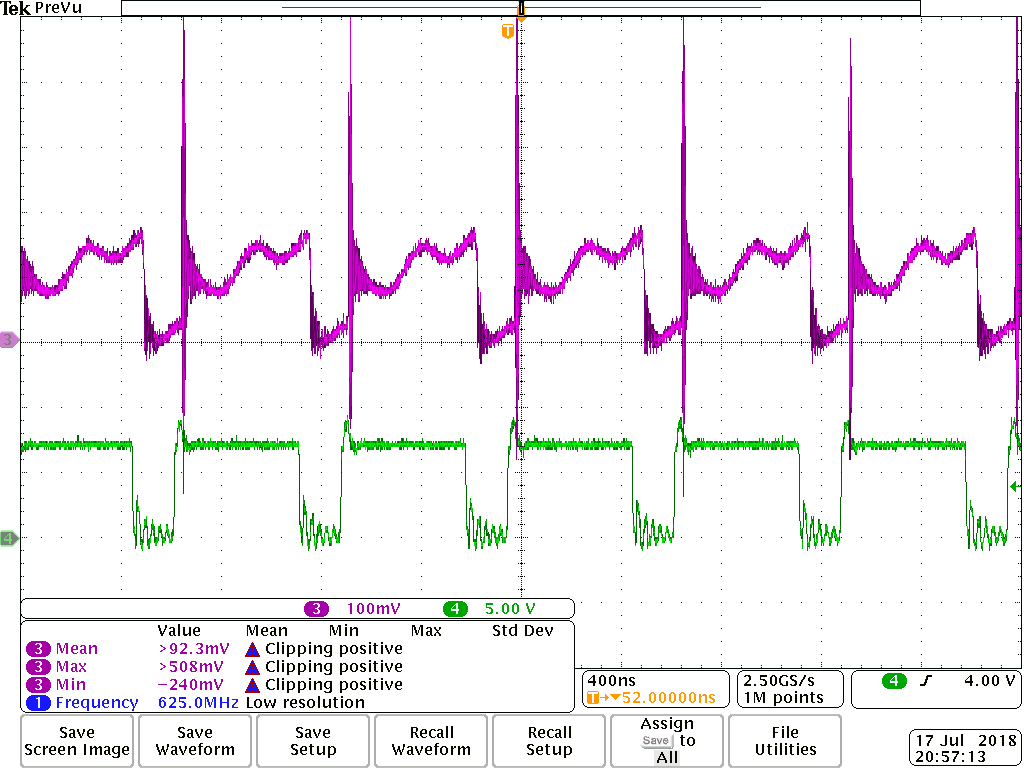 Tek PreVu
T
3
4
3 100mV 4 5.00 V
Value Mean Min Max Std Dev
3 Mean >92.3mV Clipping positive
3 Max >508mV Clipping positive
3 Min −240mV Clipping positive
1 Frequency 625.0MHz Low resolution
400ns
T→▼52.00000ns
2.50GS/s
1M points
4 4.00 V
Save
Screen Image
Save
Waveform
Save
Setup
Recall
Waveform
Recall
Setup
Assign
Save to
All
File
Utilities
17 Jul 2018
20:57:13